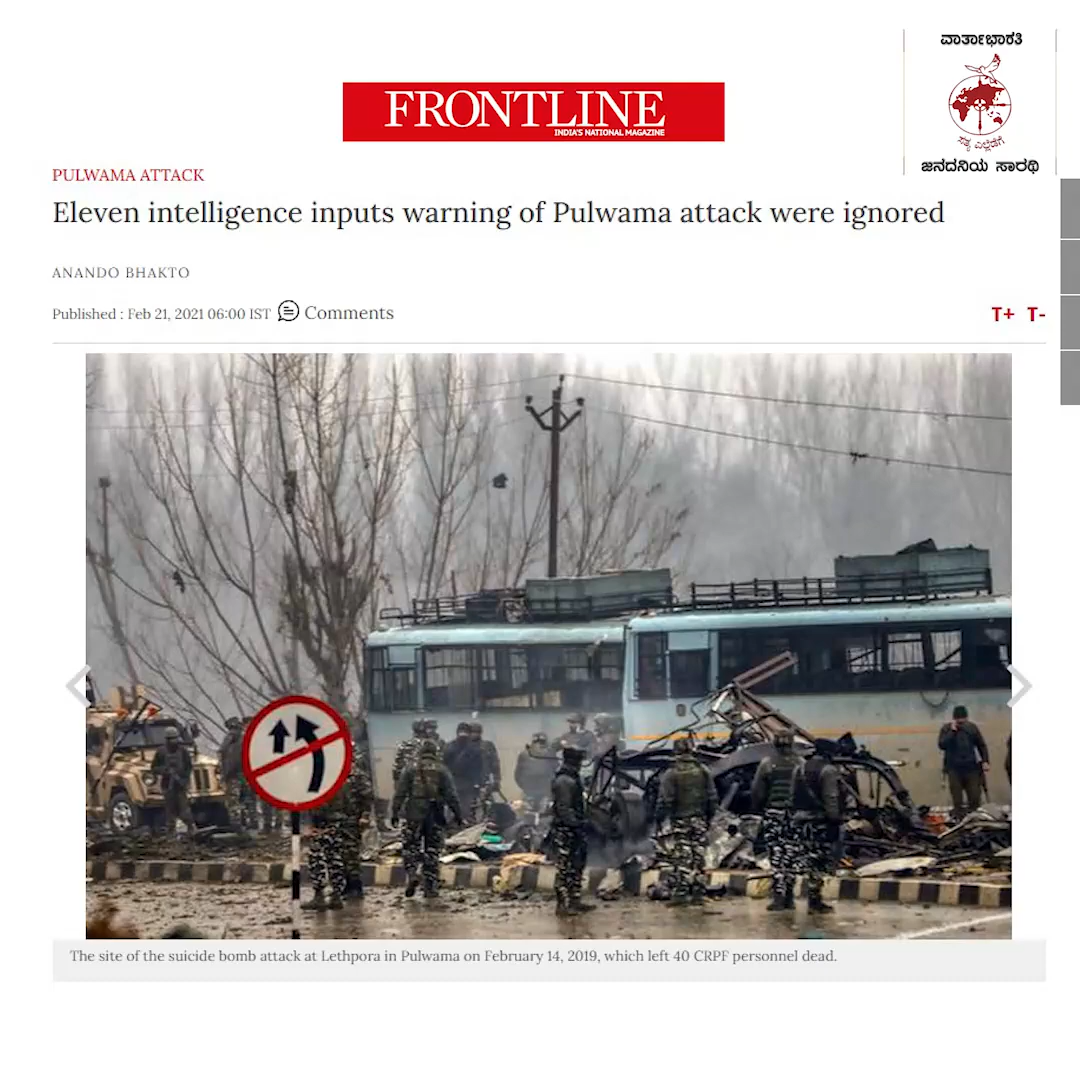 ವಾರ್ತಾಭಾರತಿ
ಸತ್ಯ ಎಲ್ಲೆಡೆಗೆ
ಜನದನಿಯ ಸಾರಥಿ
FRONTLINE
INDIA'S NATIONAL MAGAZINE
PULWAMA ATTACK
Eleven intelligence inputs warning of Pulwama attack were ignored
ANANDO BHAKTO
Published : Feb 21, 2021 06:00 IST Comments
T+ T-
The site of the suicide bomb attack at Lethpora in Pulwama on February 14, 2019, which left 40 CRPF personnel dead.